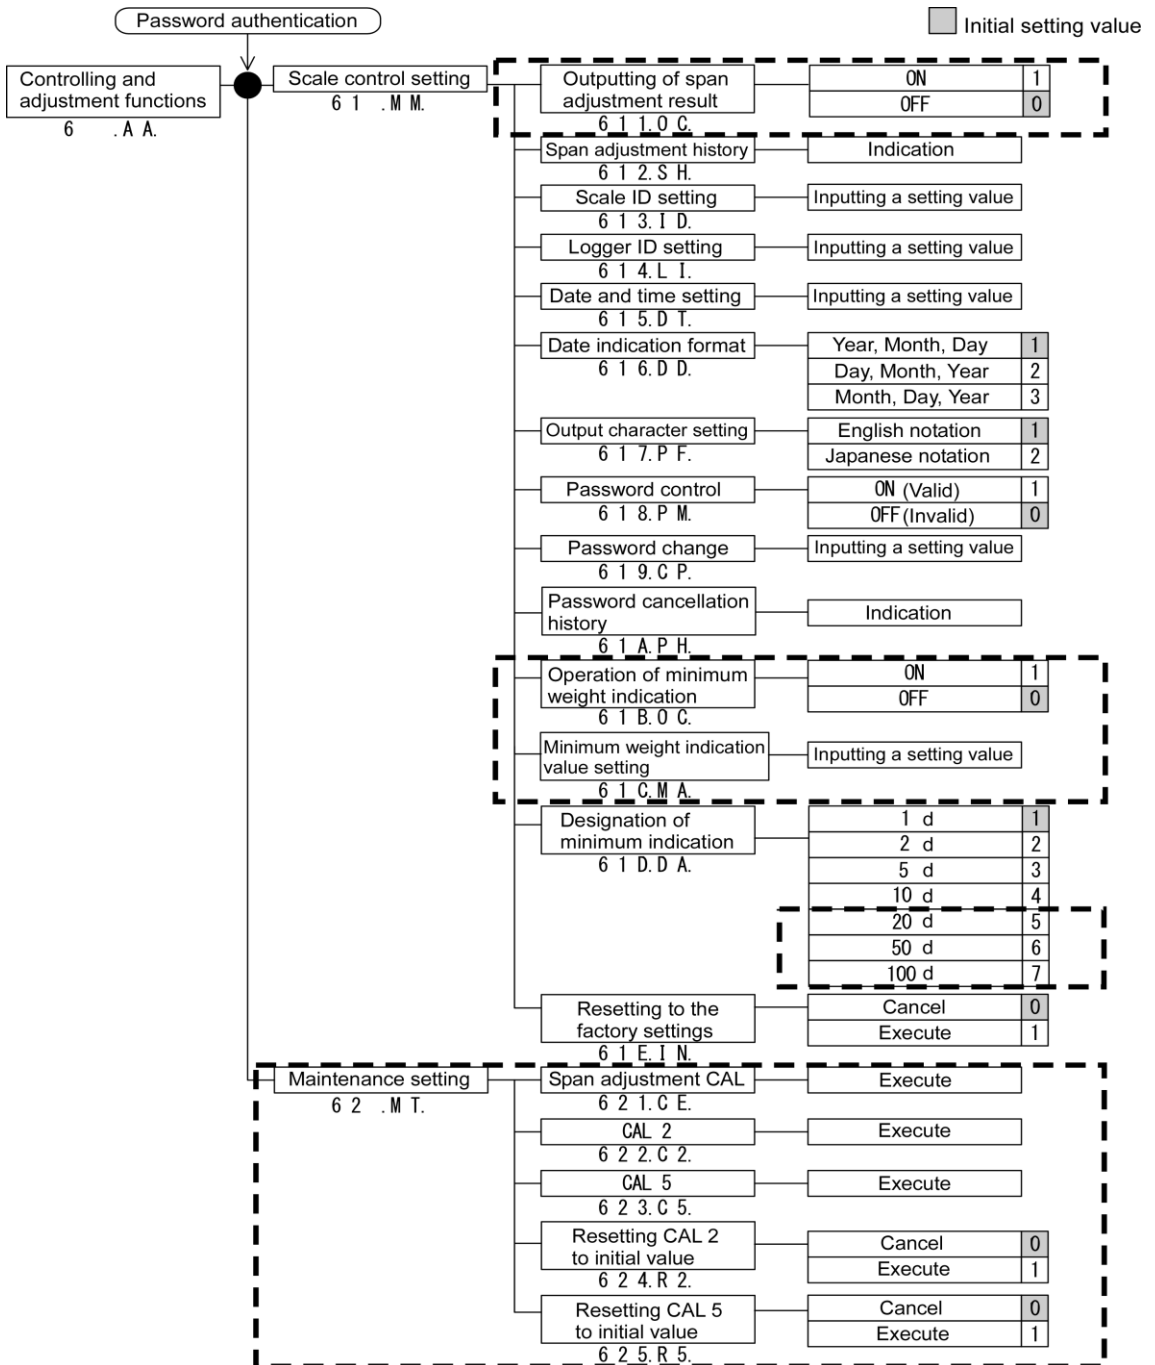 Password authentication
Initial setting value
Controlling and
adjustment functions
6 .A A.
Scale control setting
6 1 .M M.
Outputting of span
adjustment result
6 1 1.O C.
ON 1
OFF 0
Span adjustment history
6 1 2.S H.
Indication
Scale ID setting
6 1 3.I D.
Inputting a setting value
Logger ID setting
6 1 4.L I.
Inputting a setting value
Date and time setting
6 1 5.D T.
Inputting a setting value
Date indication format
6 1 6.D D.
Year, Month, Day 1
Day, Month, Year 2
Month, Day, Year 3
Output character setting
6 1 7.P F.
English notation 1
Japanese notation 2
Password control
6 1 8.P M.
ON (Valid) 1
OFF (Invalid) 0
Password change
6 1 9.C P.
Inputting a setting value
Password cancellation
history
6 1 A.P H.
Indication
Operation of minimum
weight indication
6 1 B.O C.
ON 1
OFF 0
Minimum weight indication
value setting
6 1 C.M A.
Inputting a setting value
Designation of
minimum indication
6 1 D.D A.
1 d 1
2 d 2
5 d 3
10 d 4
20 d 5
50 d 6
100 d 7
Resetting to the
factory settings
6 1 E.I N.
Cancel 0
Execute 1
Maintenance setting
6 2 .M T.
Span adjustment CAL
6 2 1.C E.
Execute
CAL 2
6 2 2.C 2.
Execute
CAL 5
6 2 3.C 5.
Execute
Resetting CAL 2
to initial value
6 2 4.R 2.
Cancel 0
Execute 1
Resetting CAL 5
to initial value
6 2 5.R 5.
Cancel 0
Execute 1